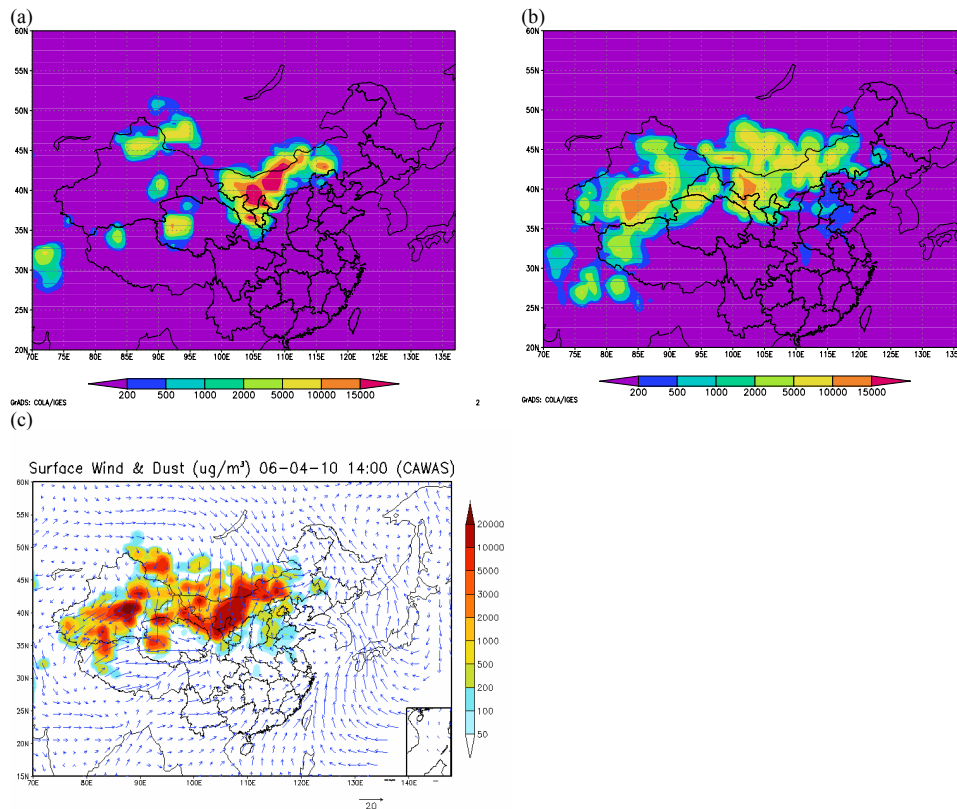 (a)
(b)
60N
55N
50N
45N
40N
35N
30N
25N
20N
70E 75E 80E 85E 90E 95E 100E 105E 110E 115E 120E 125E 130E 135E
200 500 1000 2000 5000 10000 15000
GrADS: COLA/IGES
2
60N
55N
50N
45N
40N
35N
30N
25N
20N
70E 75E 80E 85E 90E 95E 100E 105E 110E 115E 120E 125E 130E 135E
200 500 1000 2000 5000 10000 15000
GrADS: COLA/IGES
(c)
Surface Wind & Dust (ug/m³) 06-04-10 14:00 (CAWAS)
60N
55N
50N
45N
40N
35N
30N
25N
20N
15N
70E 80E 90E 100E 110E 120E 130E 140E
20000
10000
5000
3000
2000
1000
500
200
100
50
20